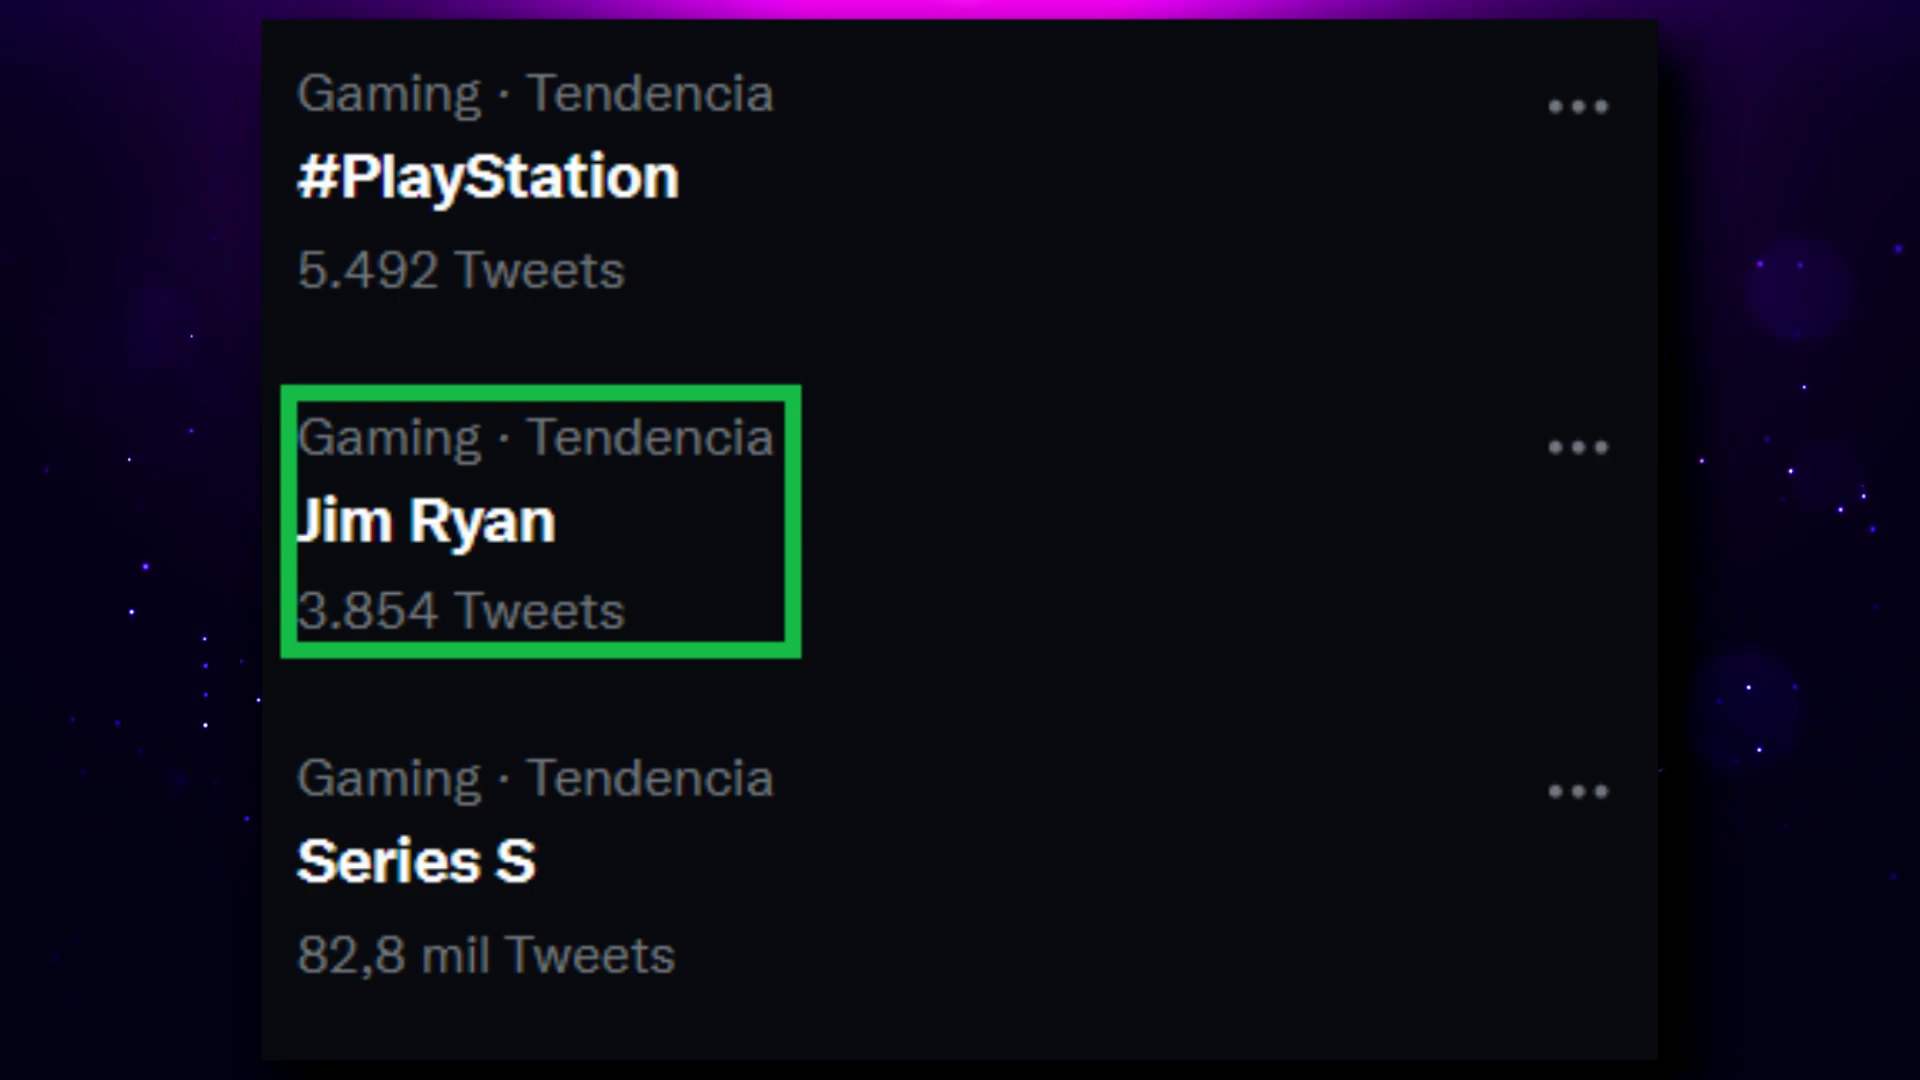 Gaming · Tendencia
#PlayStation
5.492 Tweets
Gaming · Tendencia
Jim Ryan
3.854 Tweets
Gaming · Tendencia
Series S
82,8 mil Tweets